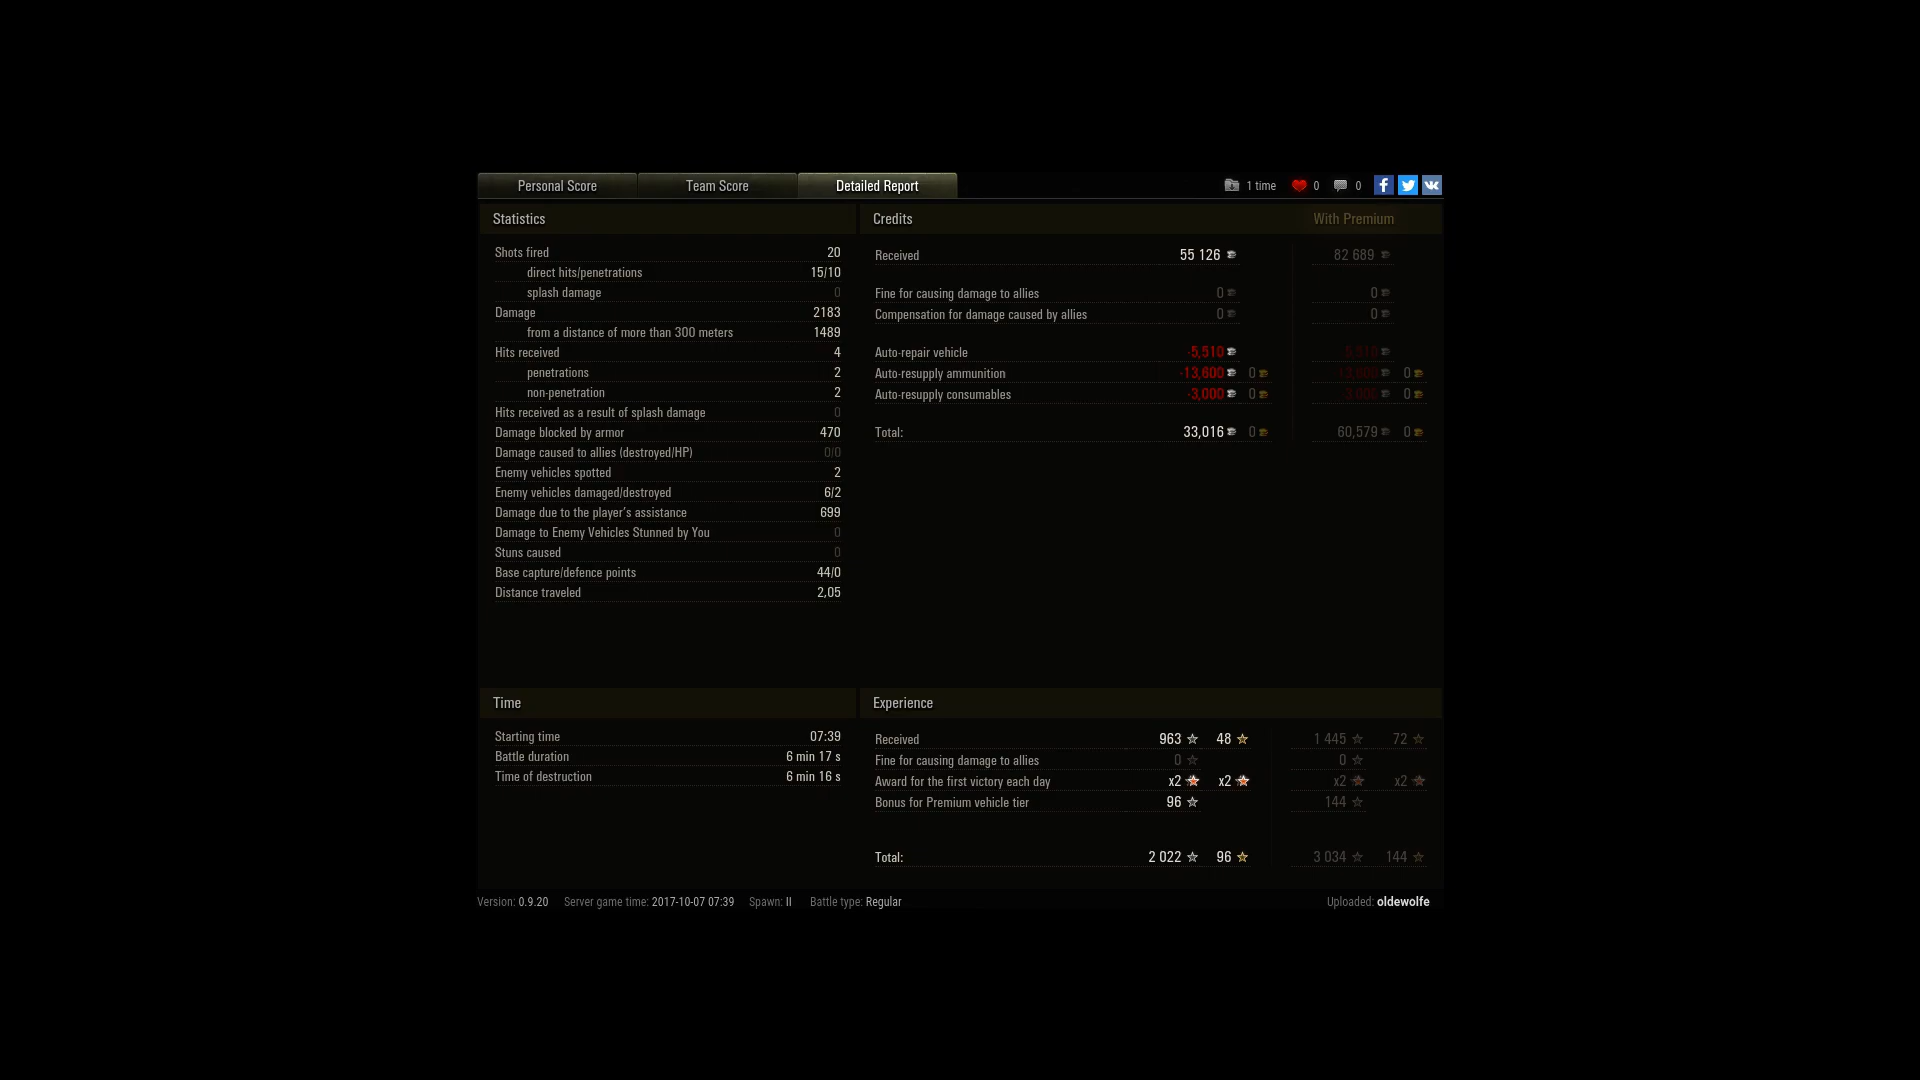 Personal Score Team Score Detailed Report 1 time 0 0
Statistics
Shots fired 20
direct hits/penetrations 15/10
splash damage 0
Damage 2183
from a distance of more than 300 meters 1489
Hits received 4
penetrations 2
non-penetration 2
Hits received as a result of splash damage 0
Damage blocked by armor 470
Damage caused to allies (destroyed/HP) 0/0
Enemy vehicles spotted 2
Enemy vehicles damaged/destroyed 6/2
Damage due to the player's assistance 699
Damage to Enemy Vehicles Stunned by You 0
Stuns caused 0
Base capture/defence points 44/0
Distance traveled 2,05
Credits With Premium
Received 55 126 82 689
Fine for causing damage to allies 0 0
Compensation for damage caused by allies 0 0
Auto-repair vehicle -5,510 5,510
Auto-resupply ammunition -13,600 0 13,600 0
Auto-resupply consumables -3,000 0 3,000 0
Total: 33,016 0 60,579 0
Time
Starting time 07:39
Battle duration 6 min 17 s
Time of destruction 6 min 16 s
Experience
Received 963 48 1 445 72
Fine for causing damage to allies 0 0
Award for the first victory each day x2 x2 x2 x2
Bonus for Premium vehicle tier 96 144
Total: 2 022 96 3 034 144
Version: 0.9.20 Server game time: 2017-10-07 07:39 Spawn: II Battle type: Regular Uploaded: oldewolfe